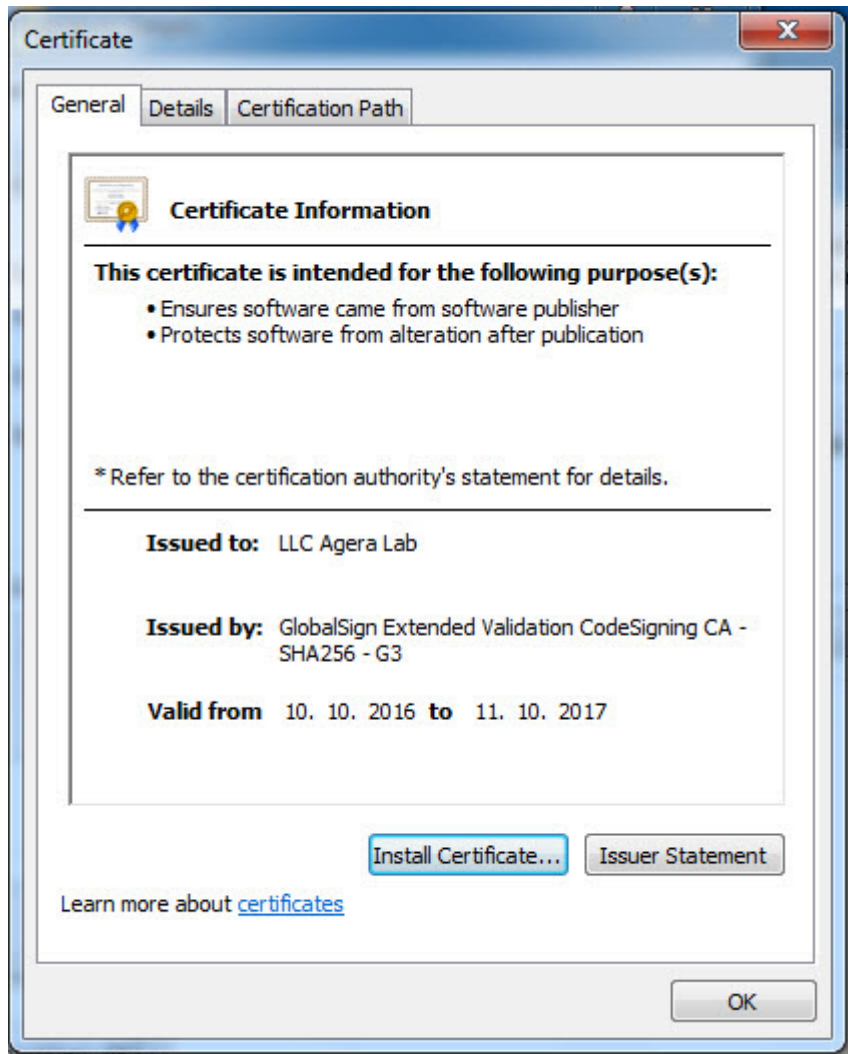 Certificate
General
Details
Certification Path
Certificate Information
This certificate is intended for the following purpose(s):
• Ensures software came from software publisher
• Protects software from alteration after publication
* Refer to the certification authority's statement for details.
Issued to: LLC Agera Lab
Issued by: GlobalSign Extended Validation CodeSigning CA -
SHA256 - G3
Valid from 10. 10. 2016 to 11. 10. 2017
Install Certificate...
Issuer Statement
Learn more about certificates
OK